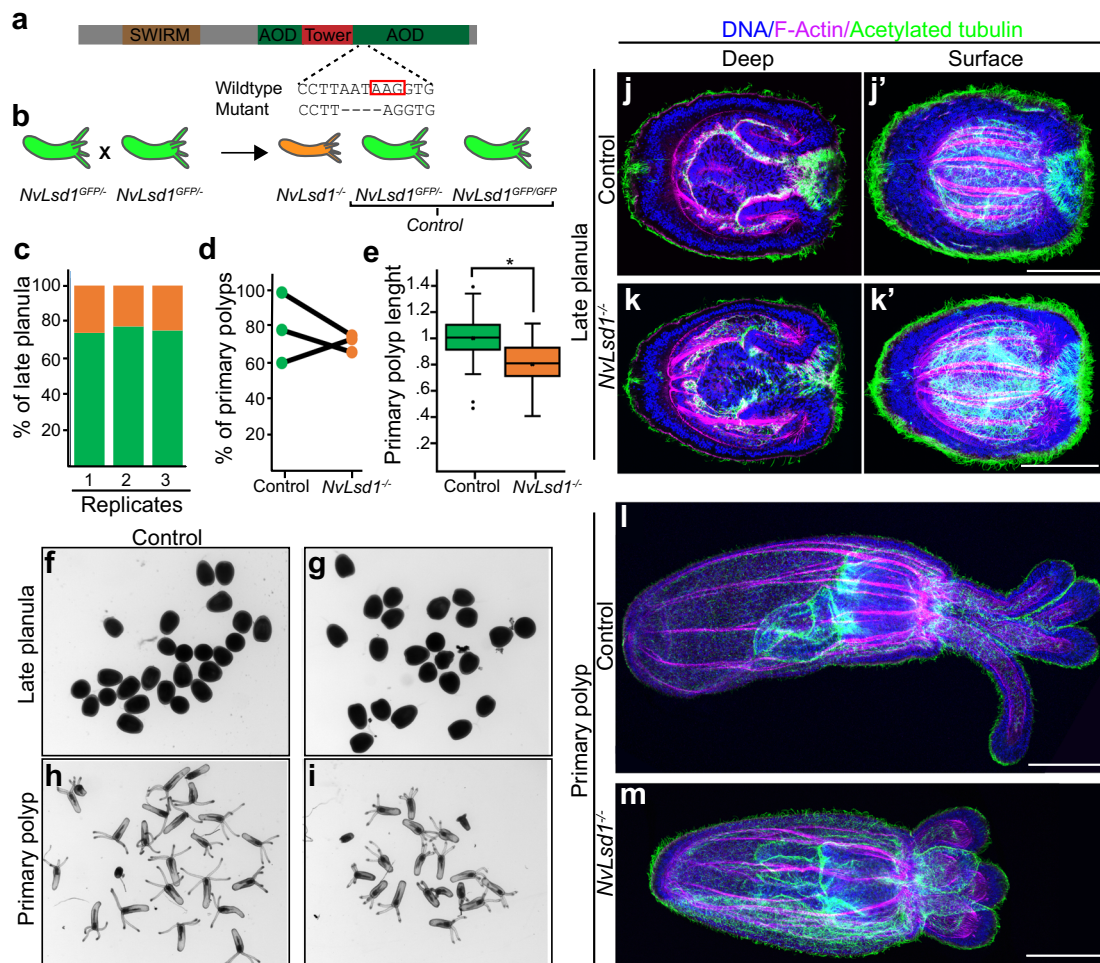 a
SWIRM AOD Tower AOD
Wildtype CCTTAATAAGGTG
Mutant CCTT----AGGTG
b
x
NvLsd1GFP/- NvLsd1GFP/- NvLsd1-/- NvLsd1GFP/- NvLsd1GFP/GFP
Control
c
% of late planula
100
80
60
40
20
1 2 3
Replicates
d
% of primary polyps
100
80
60
40
20
Control NvLsd1-/-
e
Primary polyp lenght
*
1.4
1.2
1
.8
.6
.4
.2
Control NvLsd1-/-
Control
Late planula
f
g
Primary polyp
h
i
DNA/F-Actin/Acetylated tubulin
Deep Surface
Late planula
Control
j
j'
NvLsd1-/-
k
k'
Primary polyp
Control
l
NvLsd1-/-
m